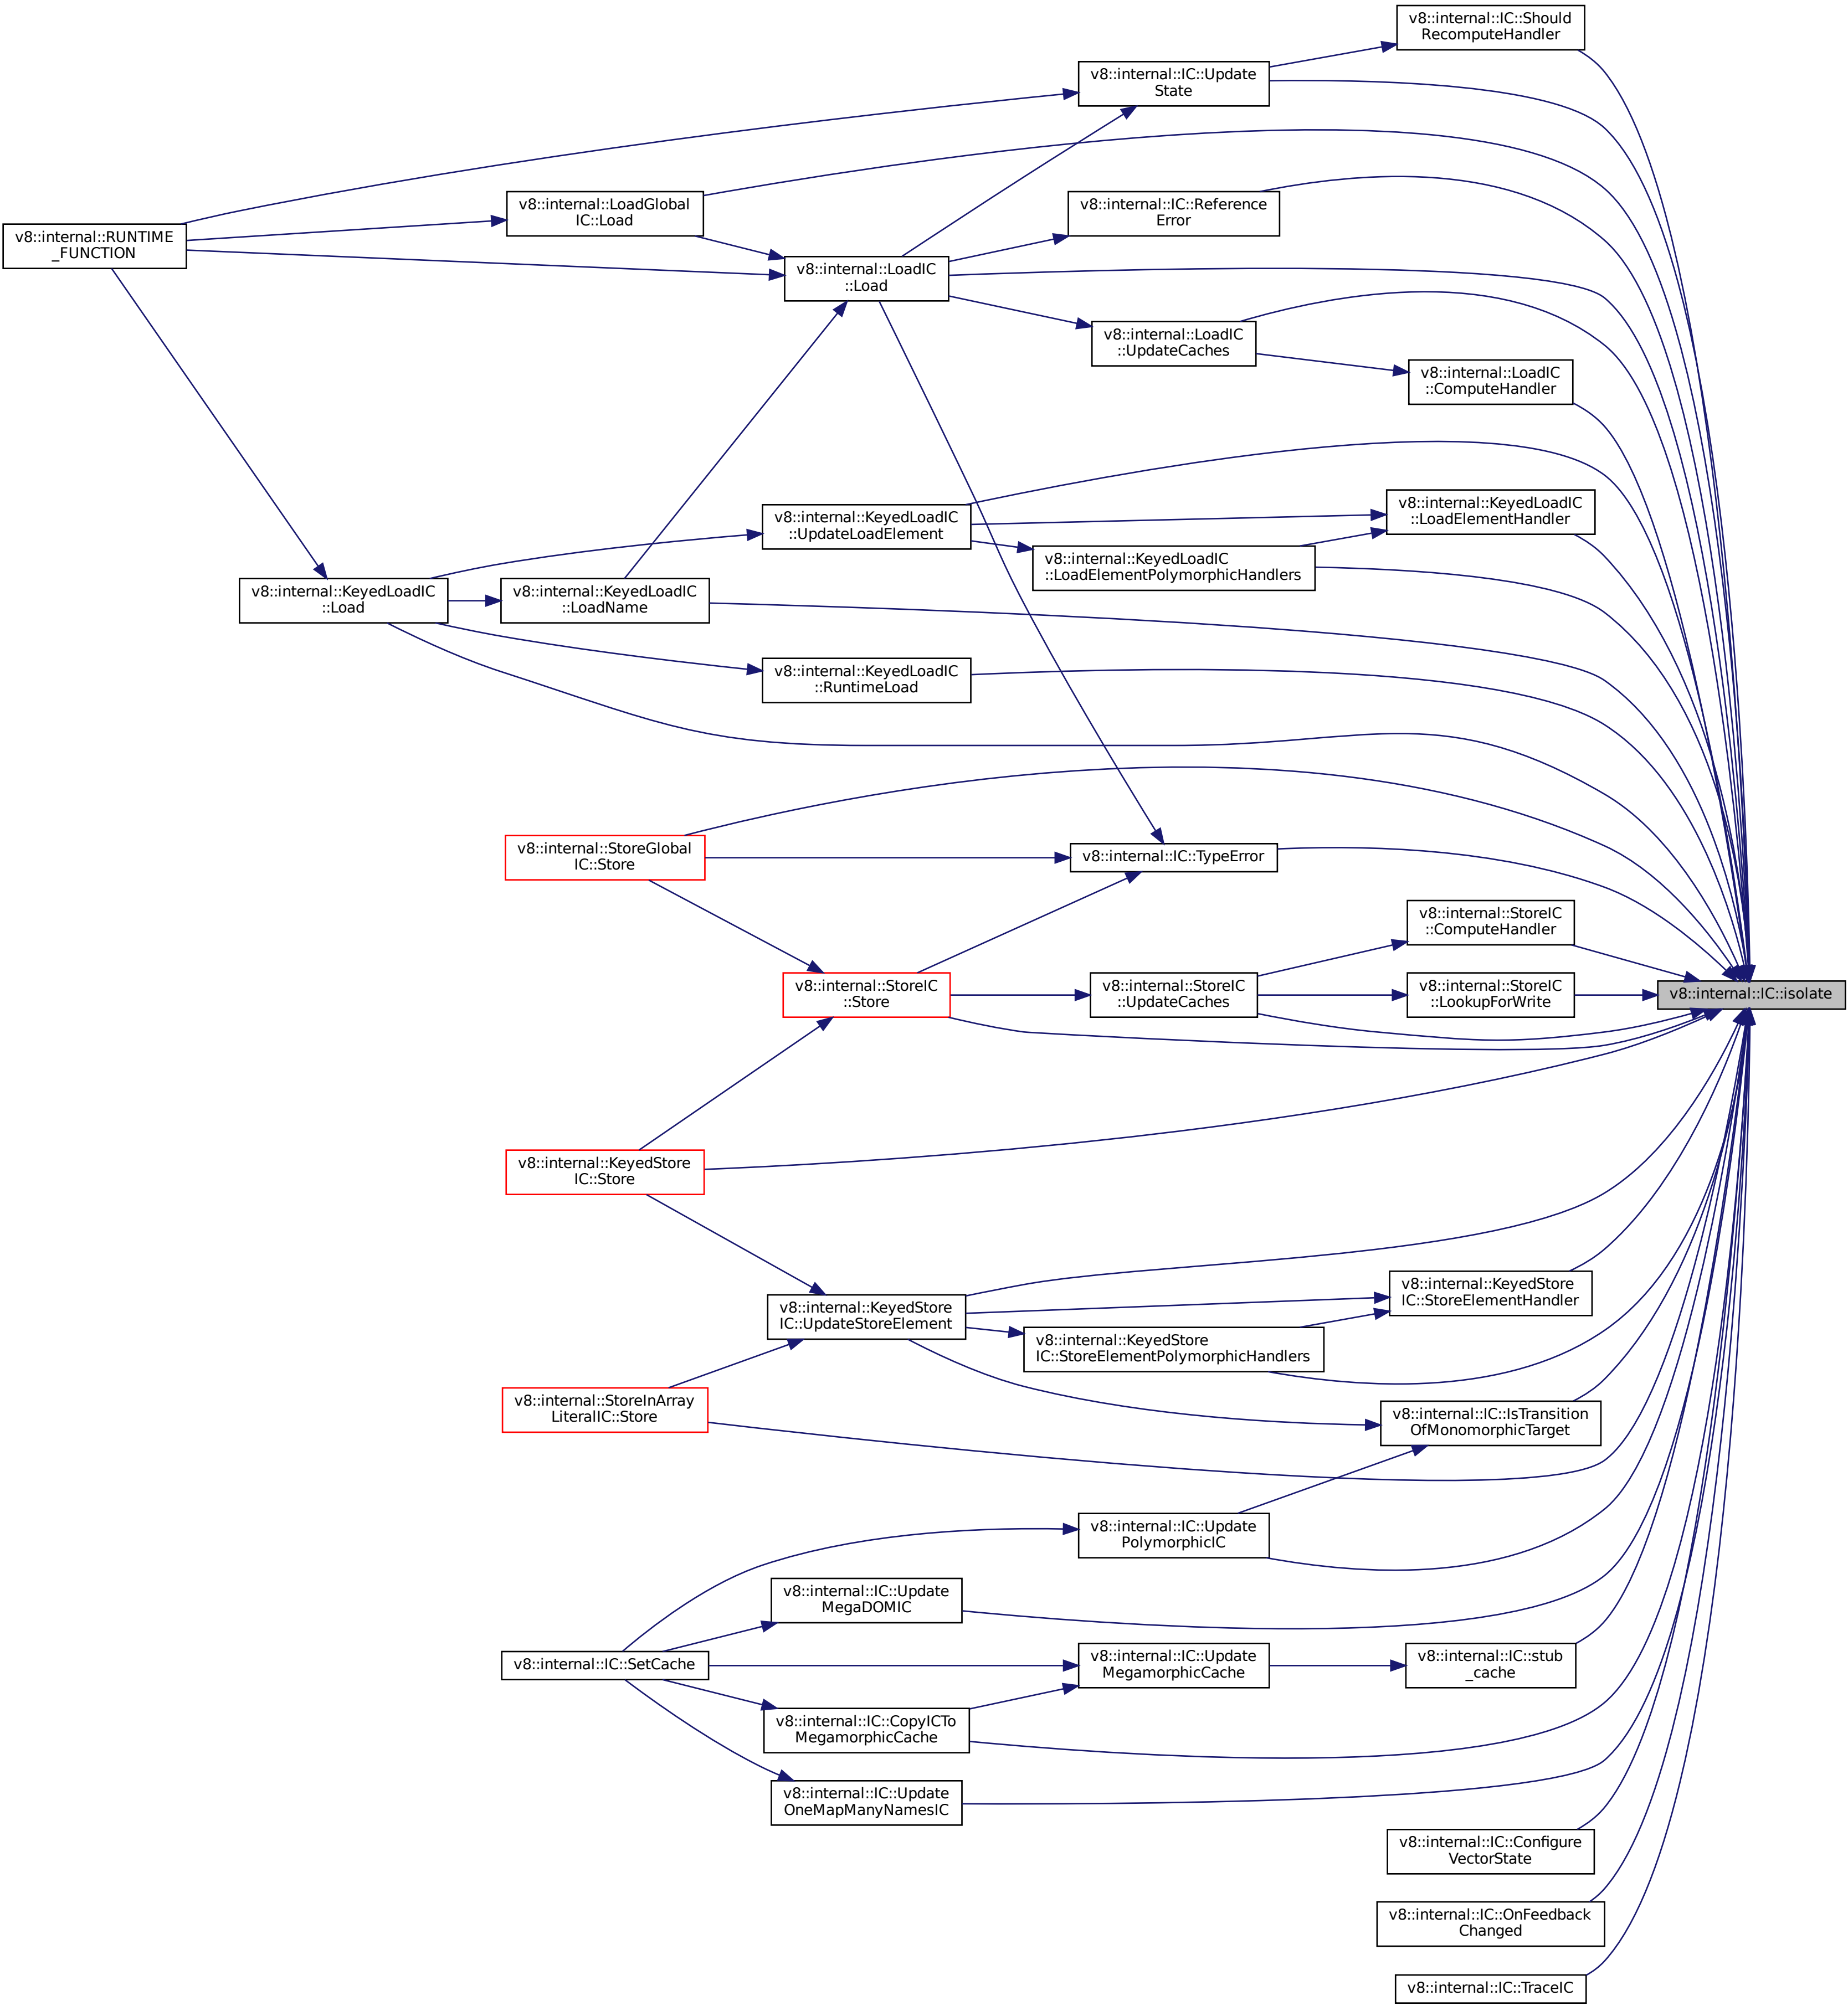 v8::internal::IC::Should
RecomputeHandler
v8::internal::IC::Update
State
v8::internal::LoadGlobal
IC::Load
v8::internal::IC::Reference
Error
v8::internal::RUNTIME
_FUNCTION
v8::internal::LoadIC
::Load
v8::internal::LoadIC
::UpdateCaches
v8::internal::LoadIC
::ComputeHandler
v8::internal::KeyedLoadIC
::LoadElementHandler
v8::internal::KeyedLoadIC
::UpdateLoadElement
v8::internal::KeyedLoadIC
::LoadElementPolymorphicHandlers
v8::internal::KeyedLoadIC
::Load
v8::internal::KeyedLoadIC
::LoadName
v8::internal::KeyedLoadIC
::RuntimeLoad
v8::internal::StoreGlobal
IC::Store
v8::internal::IC::TypeError
v8::internal::StoreIC
::ComputeHandler
v8::internal::StoreIC
::Store
v8::internal::StoreIC
::UpdateCaches
v8::internal::StoreIC
::LookupForWrite
v8::internal::IC::isolate
v8::internal::KeyedStore
IC::Store
v8::internal::KeyedStore
IC::StoreElementHandler
v8::internal::KeyedStore
IC::UpdateStoreElement
v8::internal::KeyedStore
IC::StoreElementPolymorphicHandlers
v8::internal::StoreInArray
LiteralIC::Store
v8::internal::IC::IsTransition
OfMonomorphicTarget
v8::internal::IC::Update
PolymorphicIC
v8::internal::IC::Update
MegaDOMIC
v8::internal::IC::SetCache
v8::internal::IC::Update
MegamorphicCache
v8::internal::IC::stub
_cache
v8::internal::IC::CopyICTo
MegamorphicCache
v8::internal::IC::Update
OneMapManyNamesIC
v8::internal::IC::Configure
VectorState
v8::internal::IC::OnFeedback
Changed
v8::internal::IC::TraceIC